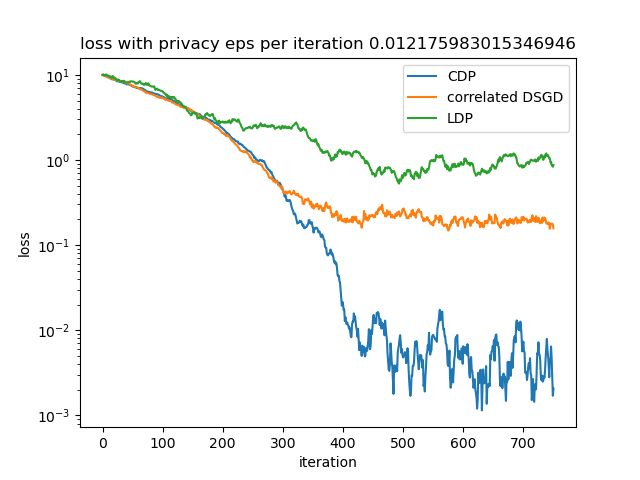 loss with privacy eps per iteration 0.012175983015346946
CDP
correlated DSGD
LDP
loss
10¹
10⁰
10⁻¹
10⁻²
10⁻³
0 100 200 300 400 500 600 700
iteration